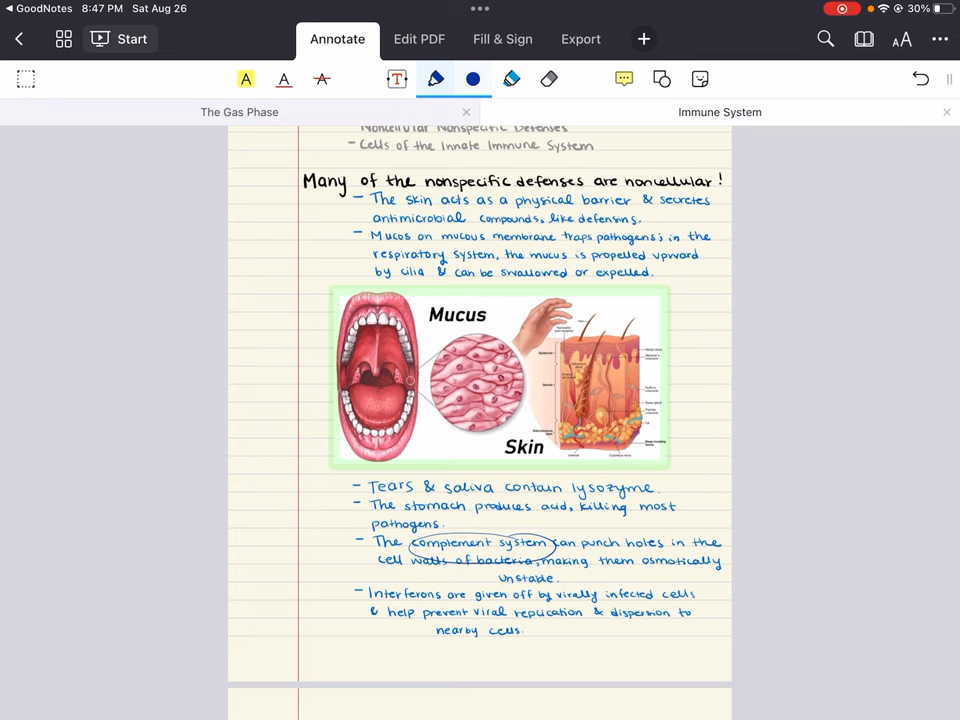 GoodNotes 8:47 PM Sat Aug 26 30%
Start Annotate Edit PDF Fill & Sign Export
A A A T AA
The Gas Phase Immune System
Noncellular Nonspecific Defenses
- Cells of the Innate Immune System
Many of the nonspecific defenses are noncellular!
- The skin acts as a physical barrier & secretes
antimicrobial compounds, like defensins.
- Mucos on mucous membrane traps pathogens; in the
respiratory system, the mucus is propelled upward
by cilia & can be swallowed or expelled.
Mucus
Skin
- Tears & saliva contain lysozyme.
- The stomach produces acid, killing most
pathogens.
- The complement system can punch holes in the
cell walls of bacteria, making them osmotically
unstable.
- Interferons are given off by virally infected cells
& help prevent viral replication & dispersion to
nearby cells.